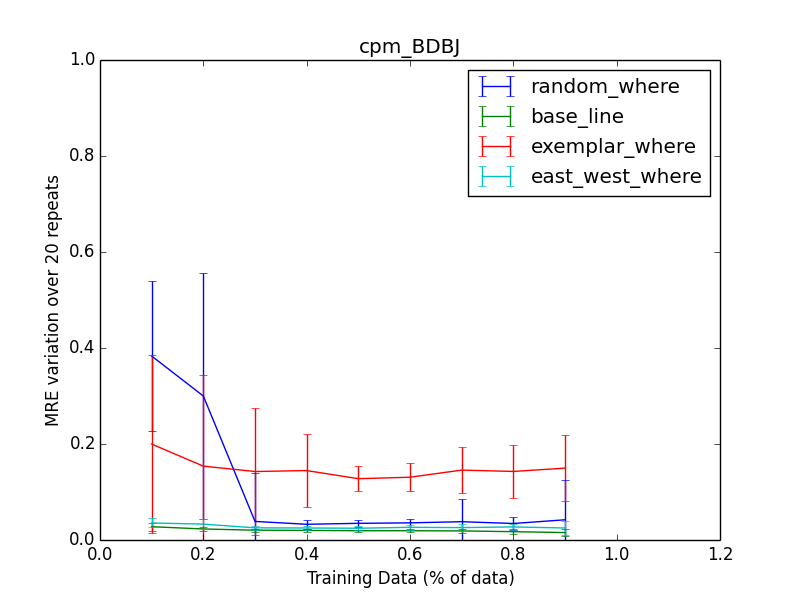 cpm_BDBJ
1.0
0.8
0.6
0.4
0.2
0.0
MRE variation over 20 repeats
random_where
base_line
exemplar_where
east_west_where
0.0 0.2 0.4 0.6 0.8 1.0 1.2
Training Data (% of data)